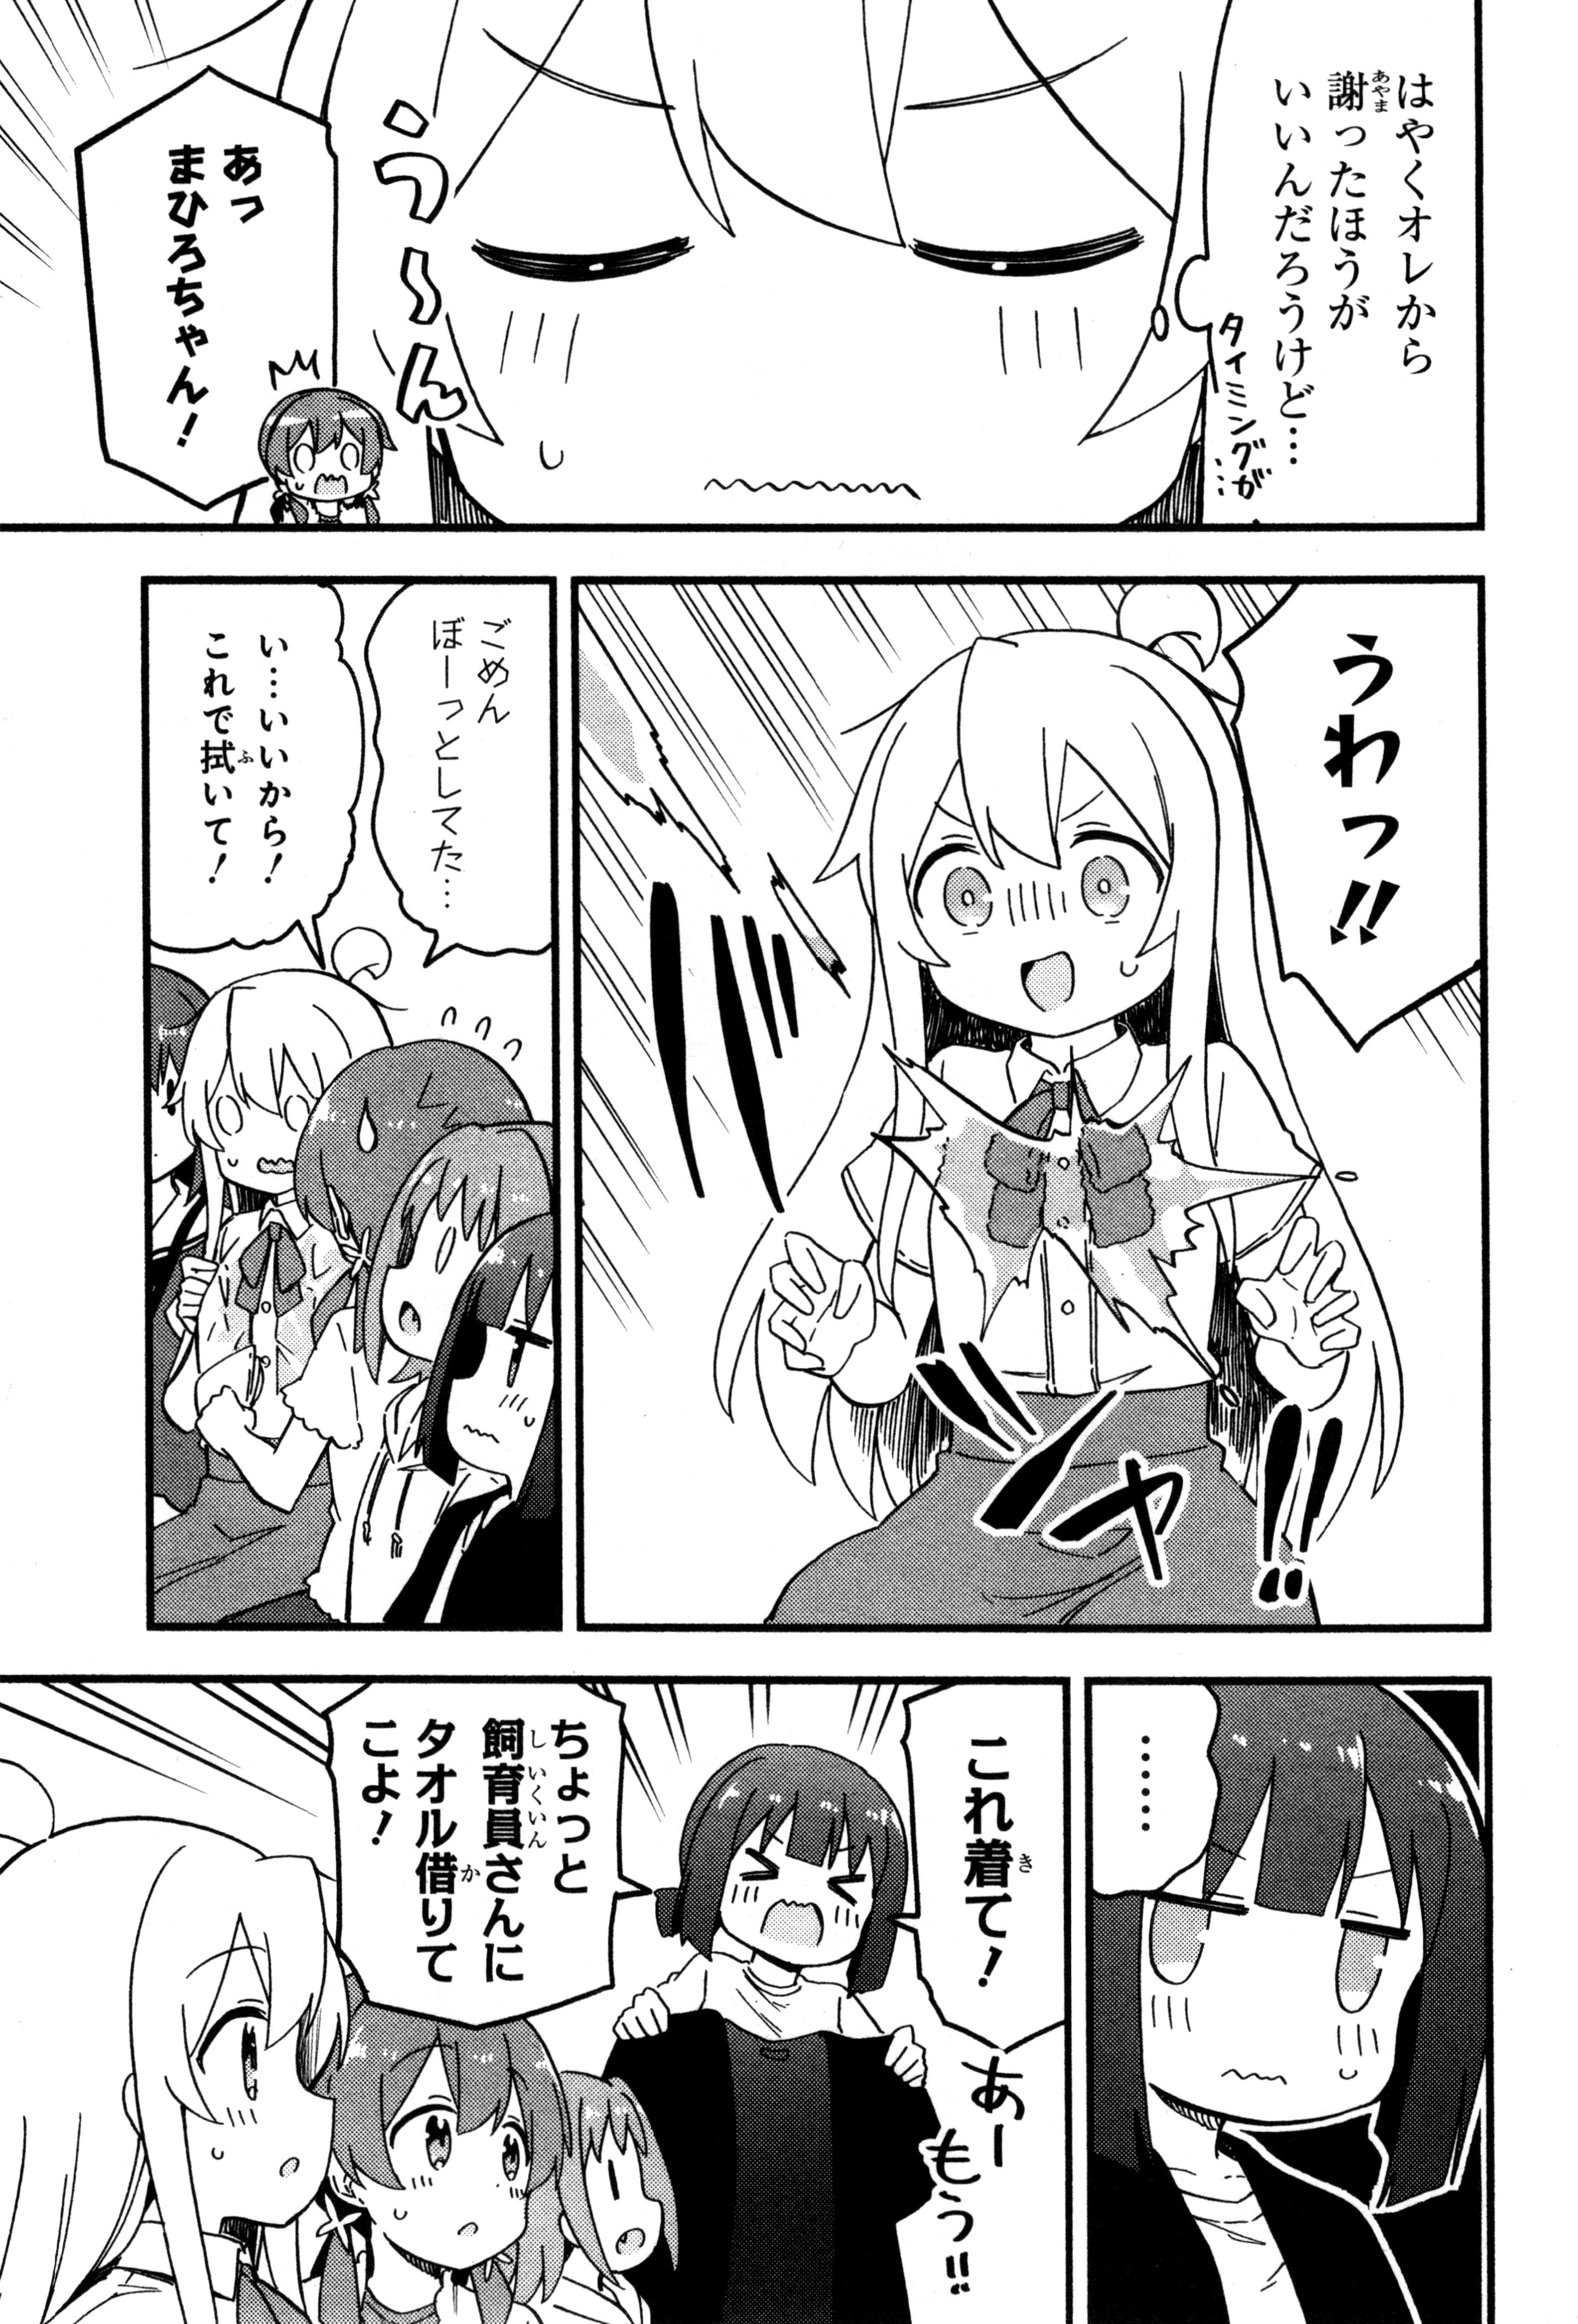 はやくオレから
謝ったほうが
いいんだろうけど…
タイミングが…
う〜ん
あっ
まひろちゃん！
うわっ!!
バシャ!!
ごめん
ぼーっとしてた…
い…いいから！
これで拭いて！
……
これ着て！
あーもう!!
ちょっと
飼育員さんに
タオル借りて
こよ！